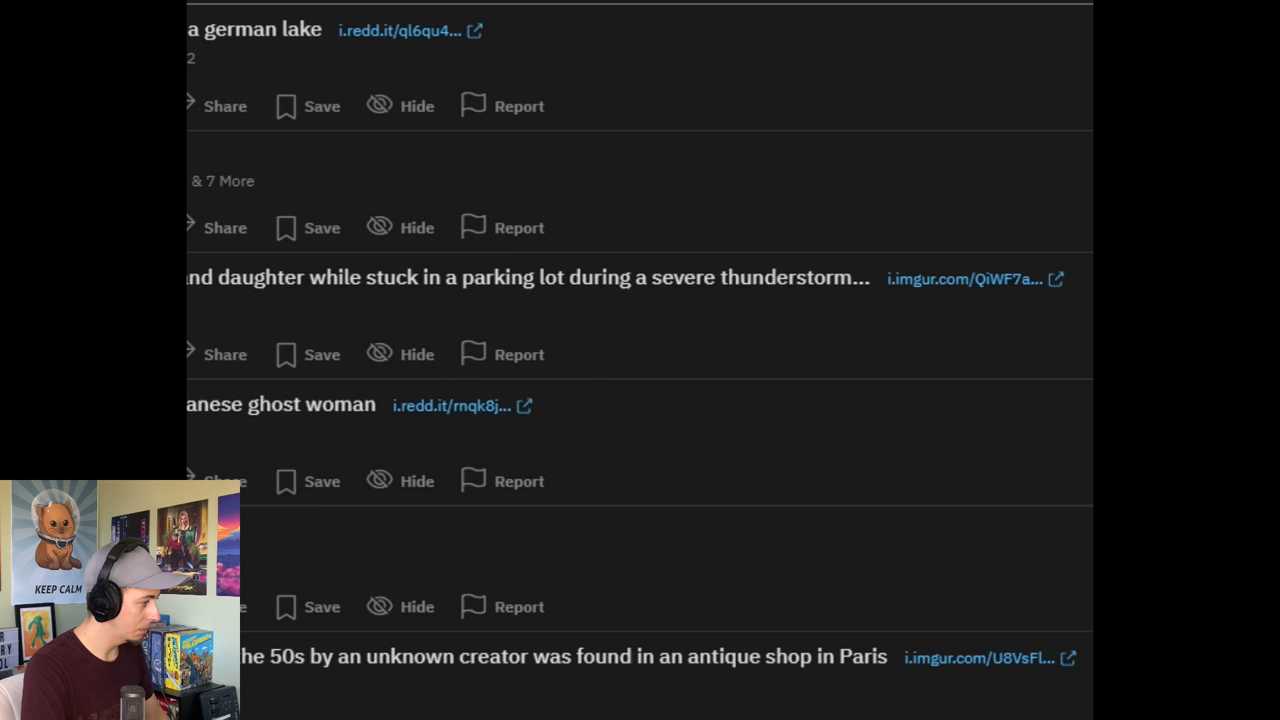 a german lake i.redd.it/ql6qu4...
2
Share Save Hide Report
& 7 More
Share Save Hide Report
nd daughter while stuck in a parking lot during a severe thunderstorm... i.imgur.com/QiWF7a...
Share Save Hide Report
anese ghost woman i.redd.it/rnqk8j...
Share Save Hide Report
Save Hide Report
he 50s by an unknown creator was found in an antique shop in Paris i.imgur.com/U8VsFl...
KEEP CALM